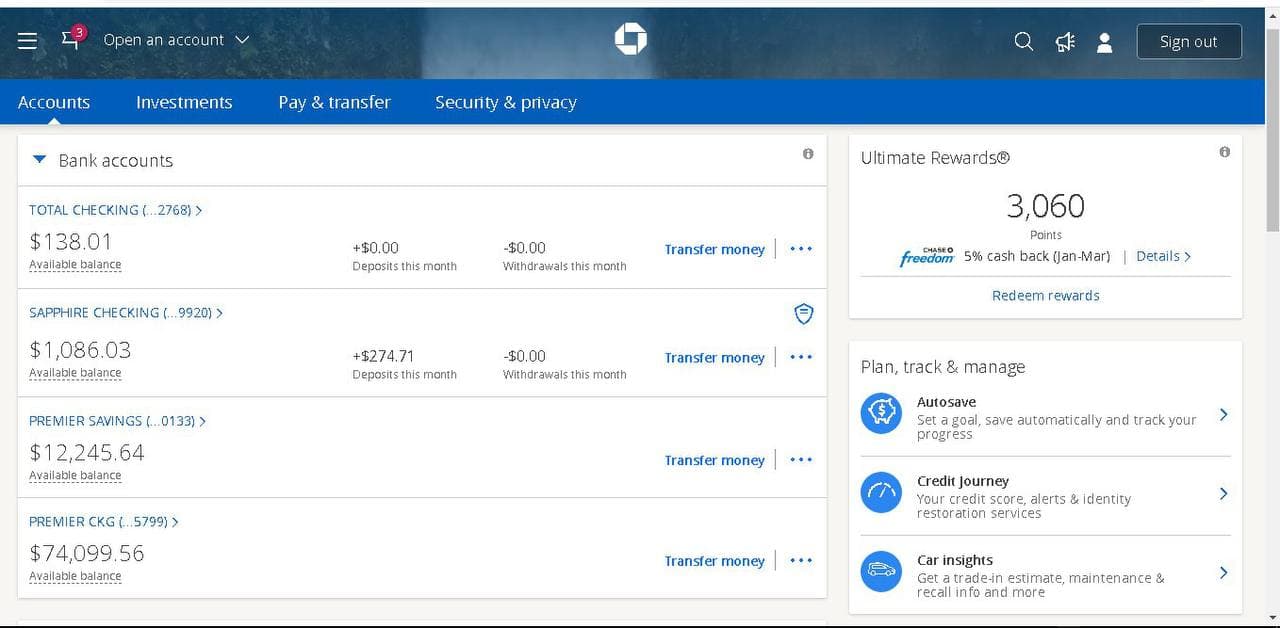 3
Open an account
Sign out
Accounts
Investments
Pay & transfer
Security & privacy
Bank accounts
TOTAL CHECKING (...2768)
$138.01
Available balance
+$0.00
Deposits this month
-$0.00
Withdrawals this month
Transfer money
SAPPHIRE CHECKING (...9920)
$1,086.03
Available balance
+$274.71
Deposits this month
-$0.00
Withdrawals this month
Transfer money
PREMIER SAVINGS (...0133)
$12,245.64
Available balance
Transfer money
PREMIER CKG (...5799)
$74,099.56
Available balance
Transfer money
Ultimate Rewards®
3,060
Points
CHASE
freedom
5% cash back (Jan-Mar)
|
Details
Redeem rewards
Plan, track & manage
Autosave
Set a goal, save automatically and track your
progress
Credit Journey
Your credit score, alerts & identity
restoration services
Car insights
Get a trade-in estimate, maintenance &
recall info and more